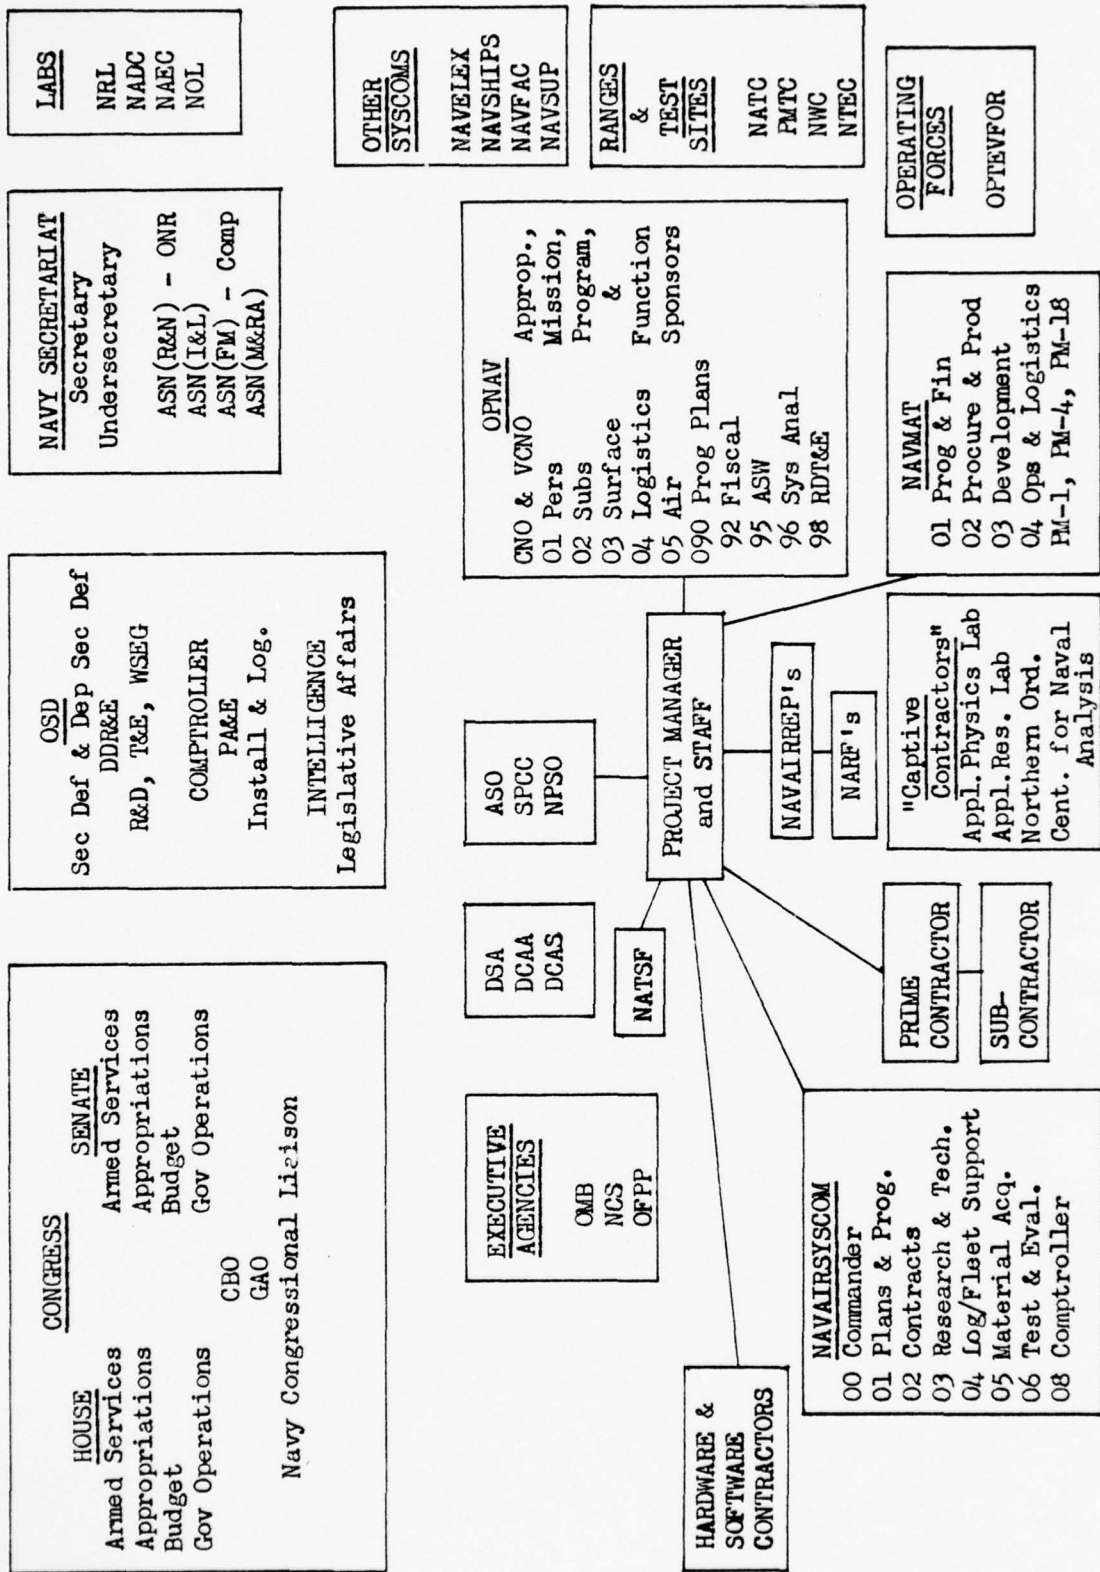 CONGRESS
HOUSE
Armed Services
Appropriations
Budget
Gov Operations
SENATE
Armed Services
Appropriations
Budget
Gov Operations
CBO
GAO
Navy Congressional Liaison
OSD
Sec Def & Dep Sec Def
DDR&E
R&D, T&E, WSEG
COMPTROLLER
PA&E
Install & Log.
INTELLIGENCE
Legislative Affairs
NAVY SECRETARIAT
Secretary
Undersecretary
ASN(R&N) - ONR
ASN(I&L)
ASN(FM) - Comp
ASN(M&RA)
LABS
NRL
NADC
NAEC
NOL
EXECUTIVE
AGENCIES
OMB
NCS
OFPP
DSA
DCAA
DCAS
NATSF
ASO
SPCC
NPSO
OPNAV
CNO & VCNO
01 Pers
02 Subs
03 Surface
04 Logistics
05 Air
090 Prog Plans
92 Fiscal
95 ASW
96 Sys Anal
98 RDT&E
Approp.,
Mission,
Program,
&
Function
Sponsors
OTHER
SYSCOMS
NAVELEX
NAVSHIPS
NAVFAC
NAVSUP
RANGES
&
TEST
SITES
NATC
PMTC
NWC
NTEC
PROJECT MANAGER
and STAFF
HARDWARE &
SOFTWARE
CONTRACTORS
NAVAIRREP's
NARF's
NAVAIRSYSCOM
00 Commander
01 Plans & Prog.
02 Contracts
03 Research & Tech.
04 Log/Fleet Support
05 Material Acq.
06 Test & Eval.
08 Comptroller
PRIME
CONTRACTOR
SUB-
CONTRACTOR
"Captive
Contractors"
Appl.Physics Lab
Appl.Res. Lab
Northern Ord.
Cent. for Naval
Analysis
NAVMAT
01 Prog & Fin
02 Procure & Prod
03 Development
04 Ops & Logistics
PM-1, PM-4, PM-18
OPERATING
FORCES
OPTEVFOR